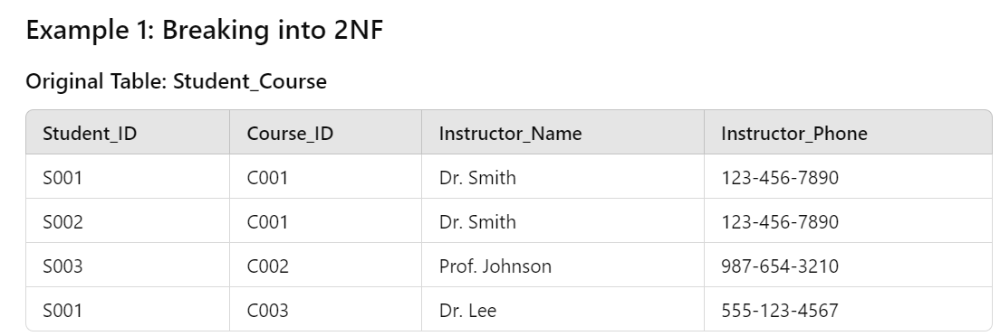 Example 1: Breaking into 2NF
Original Table: Student_Course
Student_ID Course_ID Instructor_Name Instructor_Phone
S001 C001 Dr. Smith 123-456-7890
S002 C001 Dr. Smith 123-456-7890
S003 C002 Prof. Johnson 987-654-3210
S001 C003 Dr. Lee 555-123-4567